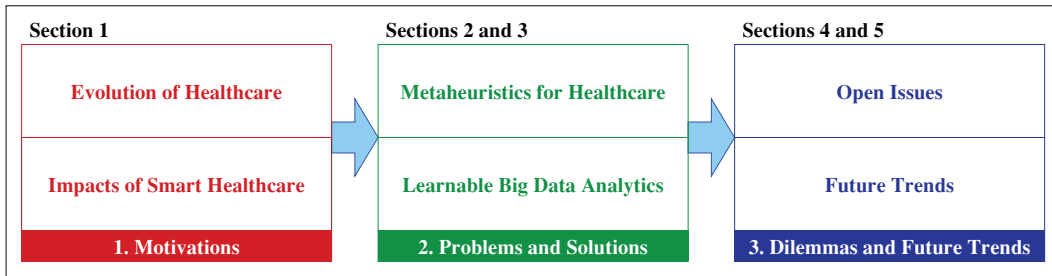 Section 1
Evolution of Healthcare
Impacts of Smart Healthcare
1. Motivations
Sections 2 and 3
Metaheuristics for Healthcare
Learnable Big Data Analytics
2. Problems and Solutions
Sections 4 and 5
Open Issues
Future Trends
3. Dilemmas and Future Trends